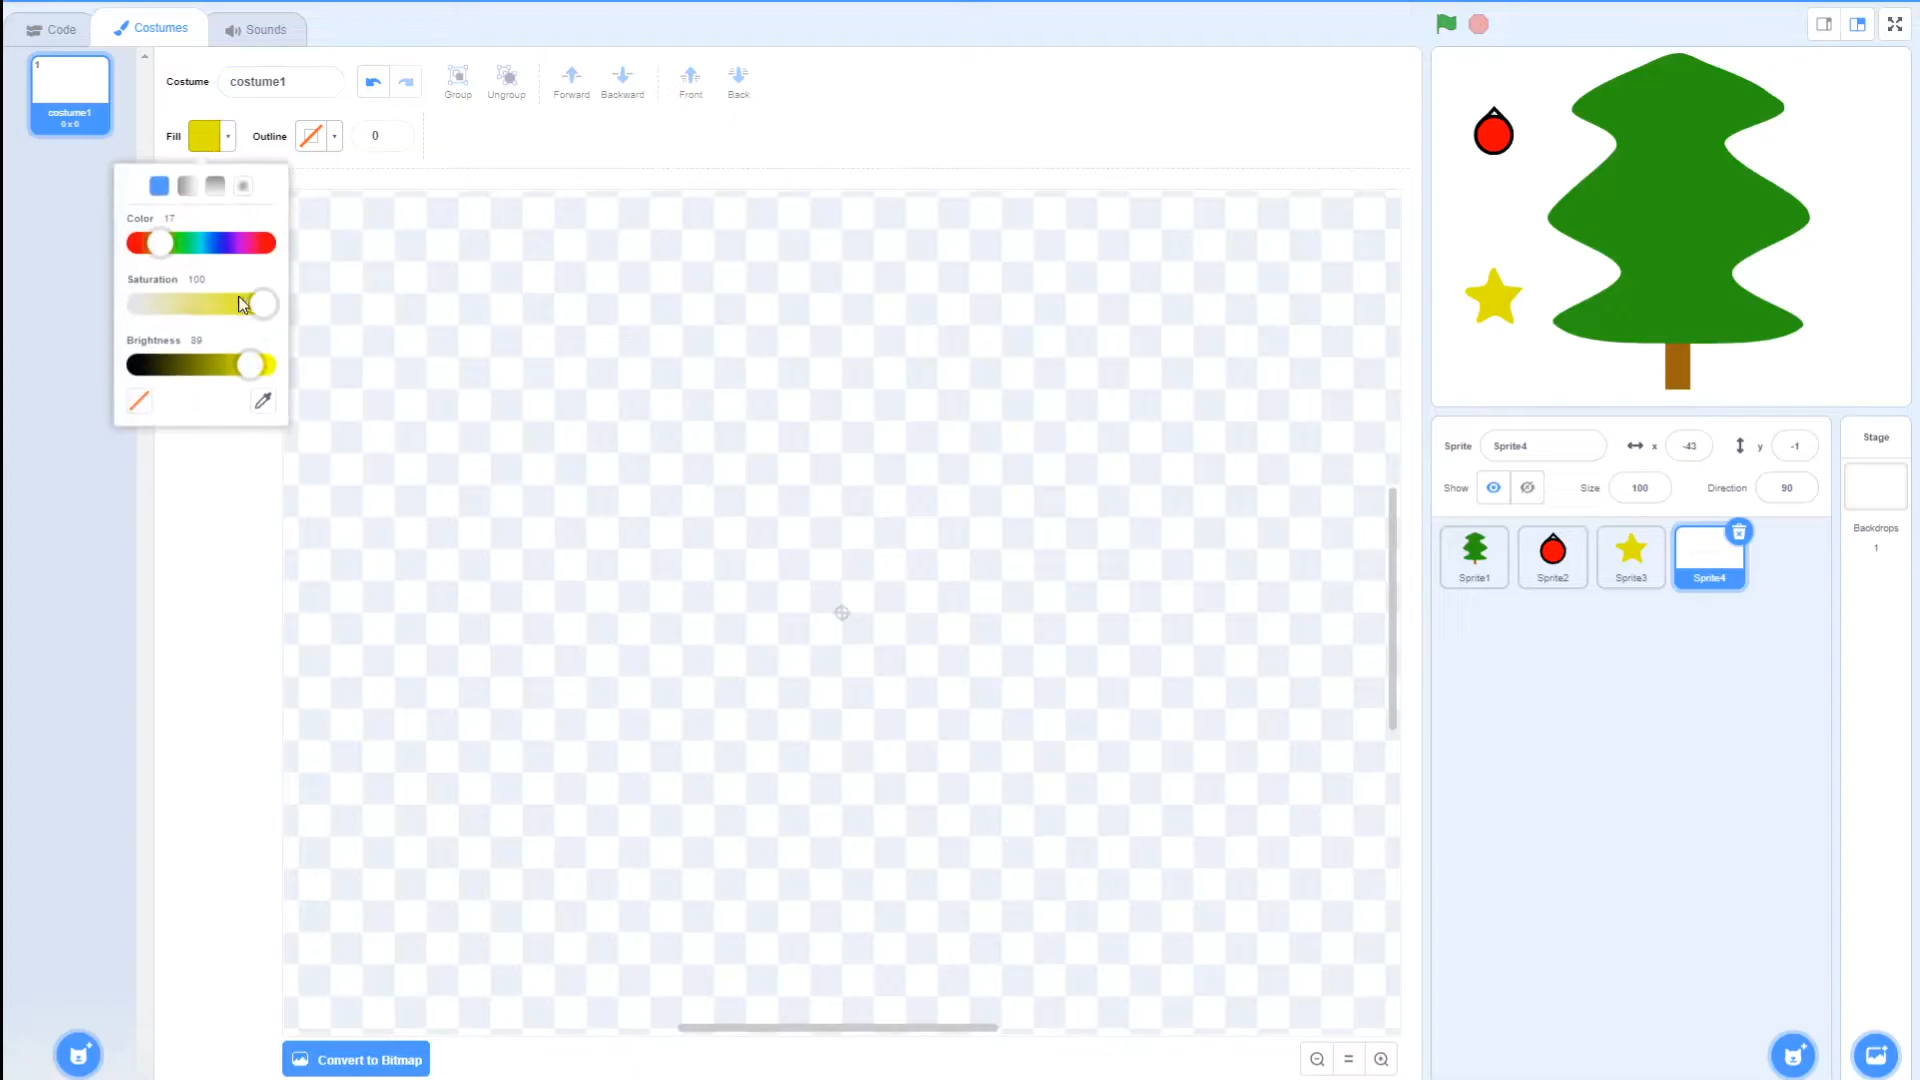 Code
Costumes
Sounds
1
costume1
0 x 0
Costume
costume1
Group
Ungroup
Forward
Backward
Front
Back
Fill
Outline
0
Color 17
Saturation 100
Brightness 89
Convert to Bitmap
Sprite
Sprite4
x
-43
y
-1
Show
Size
100
Direction
90
Sprite1
Sprite2
Sprite3
Sprite4
Stage
Backdrops
1